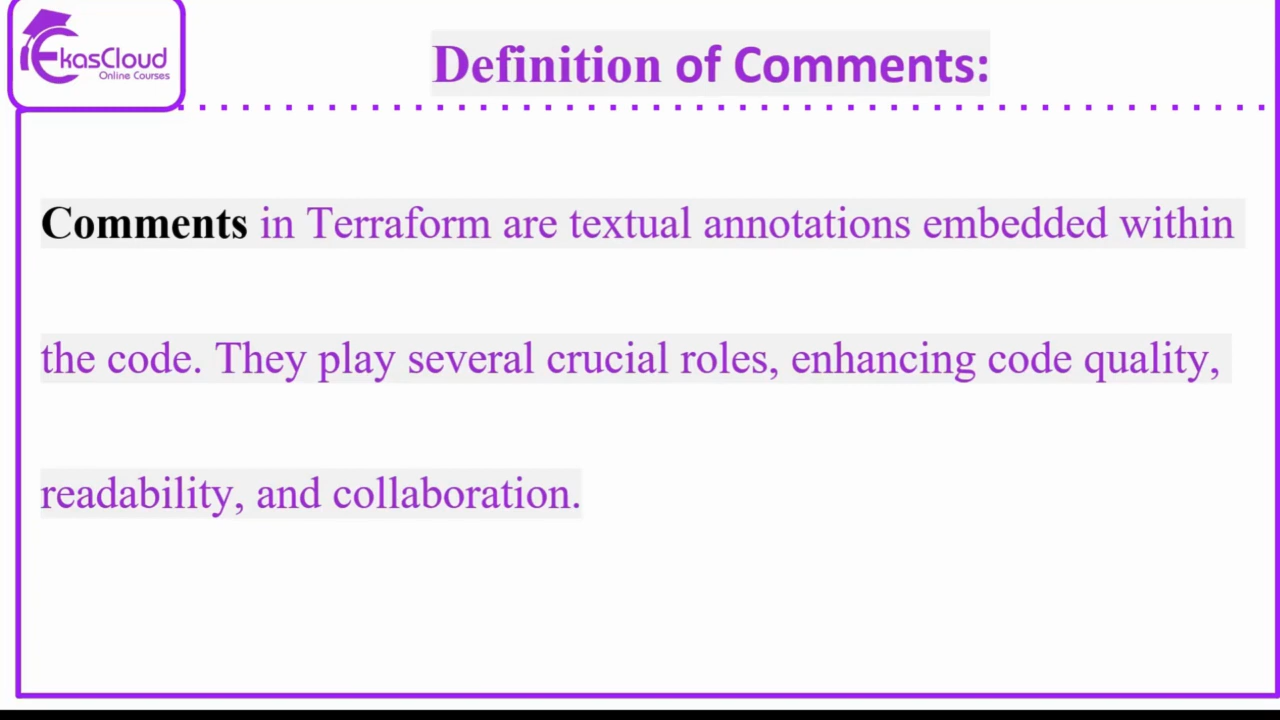 EkasCloud
Online Courses
Definition of Comments:
Comments in Terraform are textual annotations embedded within
the code. They play several crucial roles, enhancing code quality,
readability, and collaboration.